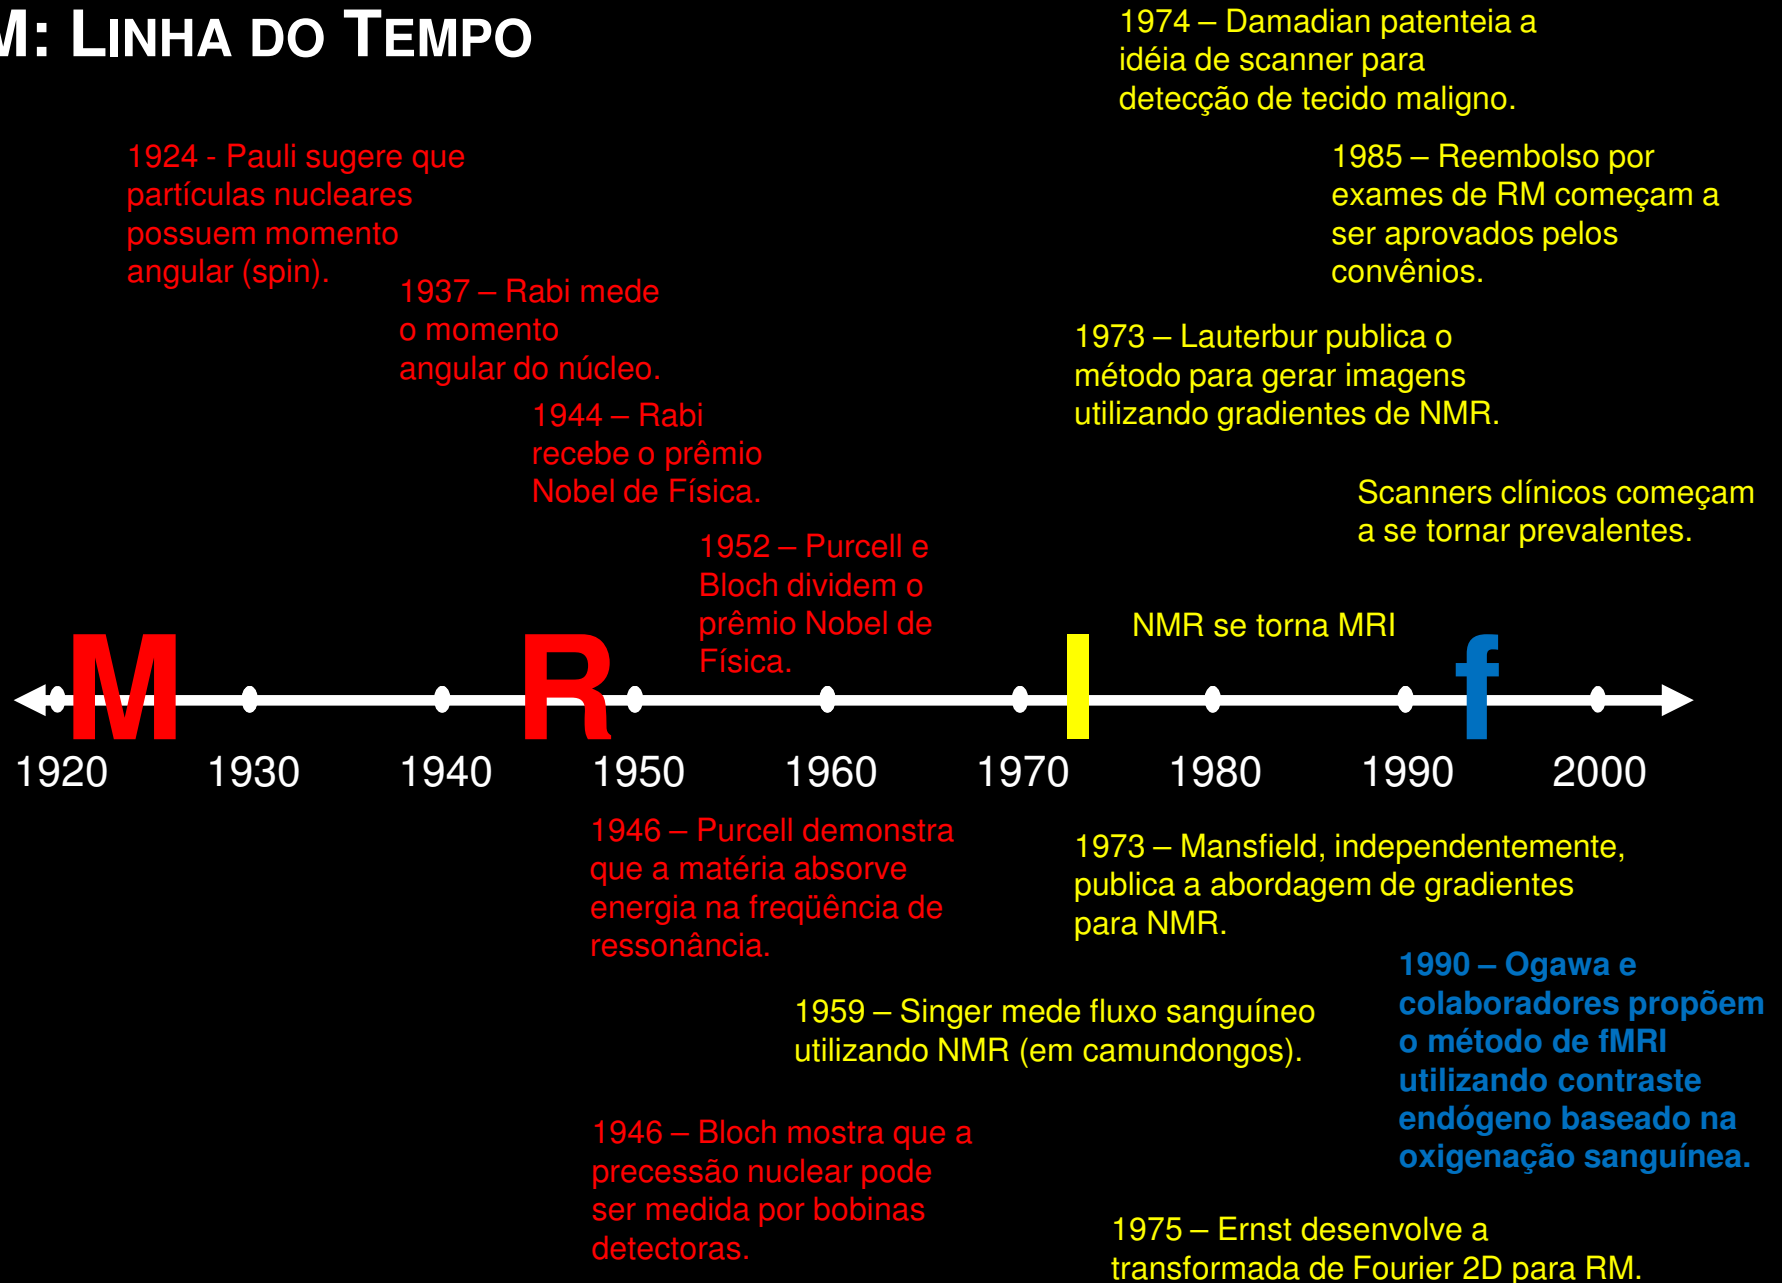 M: LINHA DO TEMPO
1974 – Damadian patenteia a
idéia de scanner para
detecção de tecido maligno.
1924 - Pauli sugere que
partículas nucleares
possuem momento
angular (spin).
1985 – Reembolso por
exames de RM começam a
ser aprovados pelos
convênios.
1937 – Rabi mede
o momento
angular do núcleo.
1973 – Lauterbur publica o
método para gerar imagens
utilizando gradientes de NMR.
1944 – Rabi
recebe o prêmio
Nobel de Física.
Scanners clínicos começam
a se tornar prevalentes.
1952 – Purcell e
Bloch dividem o
prêmio Nobel de
Física.
NMR se torna MRI
M R I f
1920 1930 1940 1950 1960 1970 1980 1990 2000
1946 – Purcell demonstra
que a matéria absorve
energia na freqüência de
ressonância.
1973 – Mansfield, independentemente,
publica a abordagem de gradientes
para NMR.
1990 – Ogawa e
colaboradores propõem
o método de fMRI
utilizando contraste
endógeno baseado na
oxigenação sanguínea.
1959 – Singer mede fluxo sanguíneo
utilizando NMR (em camundongos).
1946 – Bloch mostra que a
precessão nuclear pode
ser medida por bobinas
detectoras.
1975 – Ernst desenvolve a
transformada de Fourier 2D para RM.